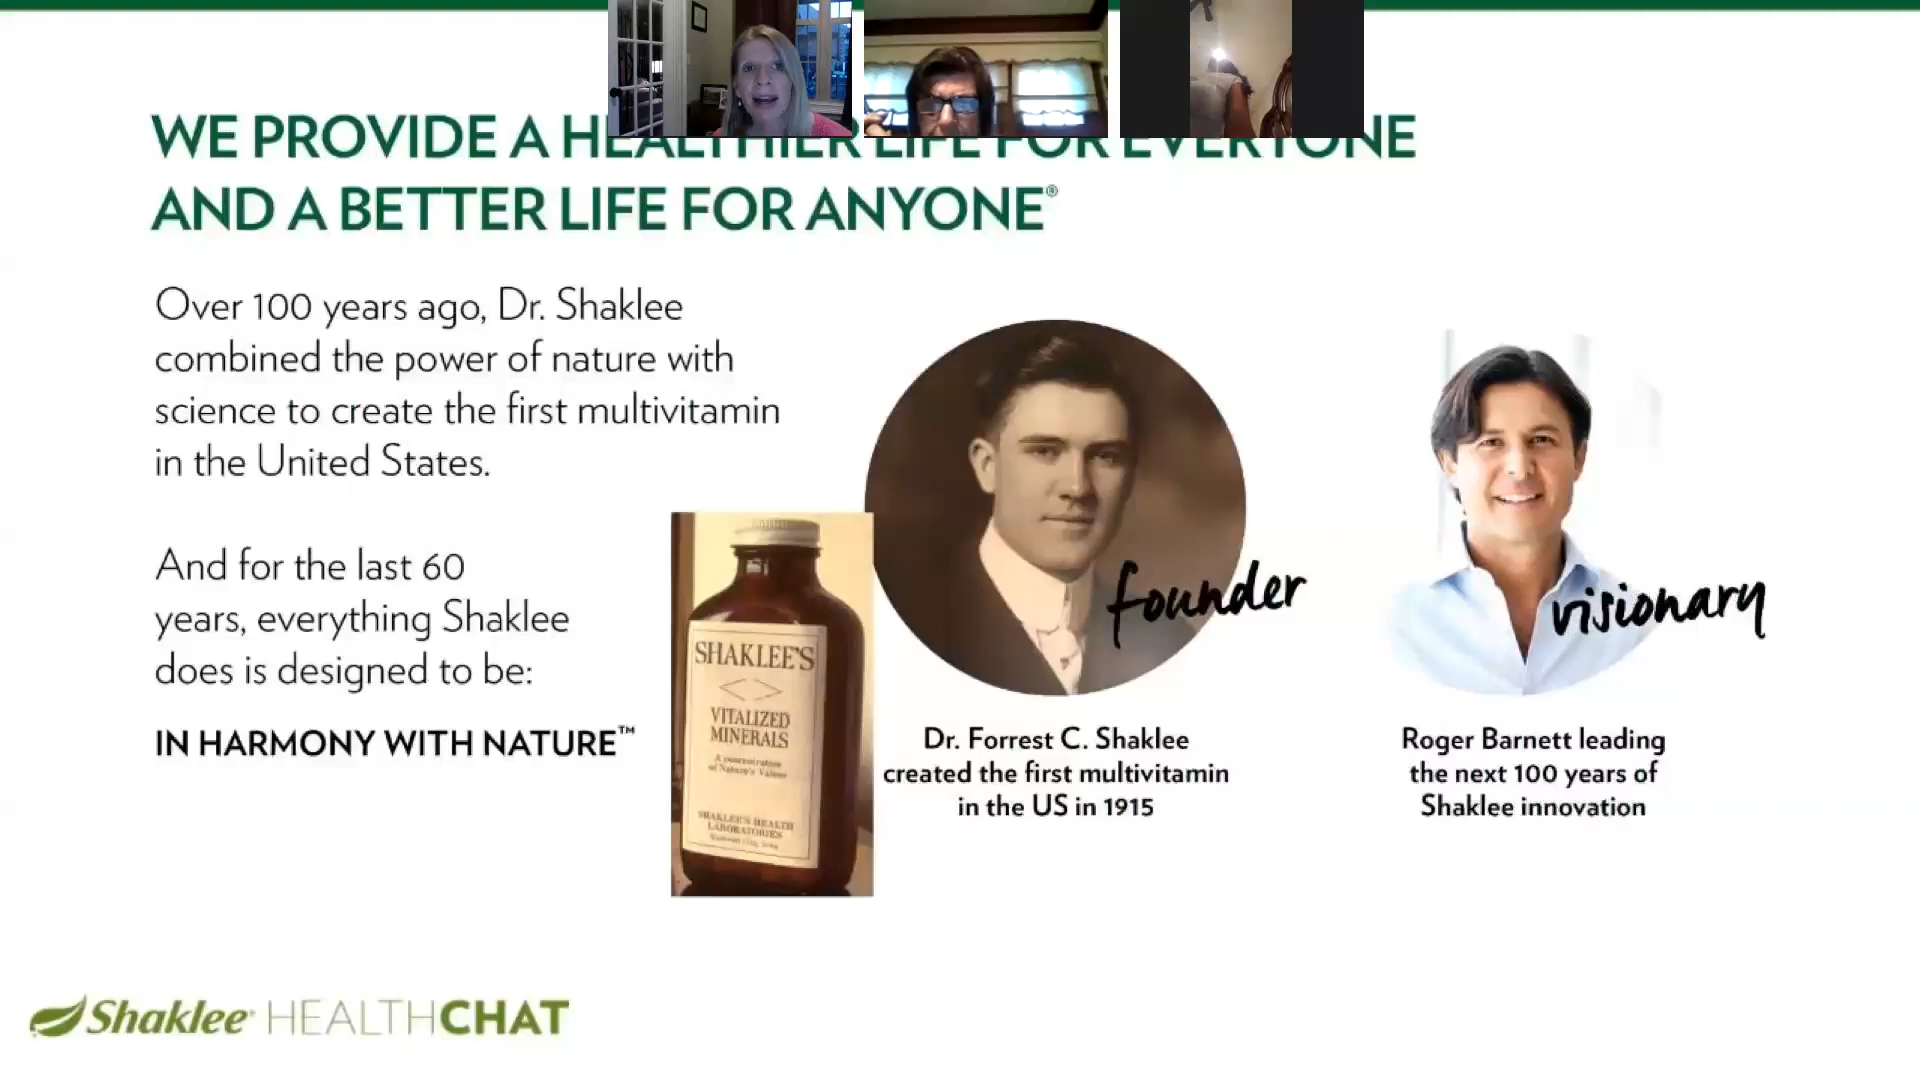 WE PROVIDE A HEALTHIER LIFE FOR EVERYONE
AND A BETTER LIFE FOR ANYONE®
Over 100 years ago, Dr. Shaklee
combined the power of nature with
science to create the first multivitamin
in the United States.
And for the last 60
years, everything Shaklee
does is designed to be:
IN HARMONY WITH NATURE™
SHAKLEE'S
VITALIZED
MINERALS
A concentration
of Nature's Values
SHAKLEE'S HEALTH
LABORATORIES
founder
Dr. Forrest C. Shaklee
created the first multivitamin
in the US in 1915
visionary
Roger Barnett leading
the next 100 years of
Shaklee innovation
Shaklee® HEALTHCHAT